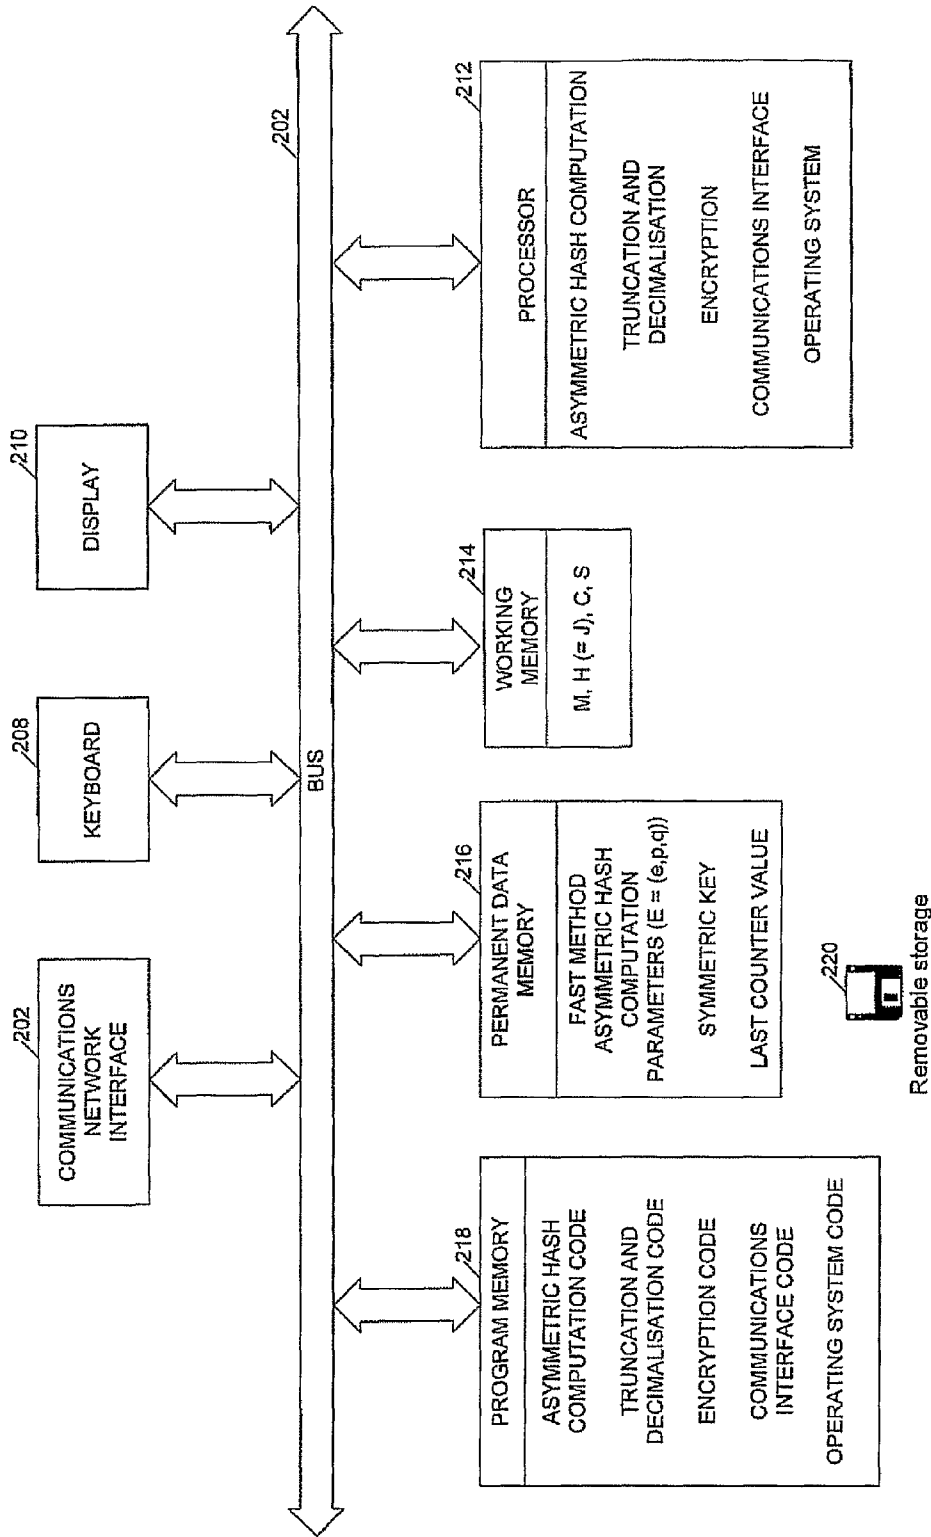 202
COMMUNICATIONS
NETWORK
INTERFACE
208
KEYBOARD
210
DISPLAY
BUS
202
218
PROGRAM MEMORY
ASYMMETRIC HASH
COMPUTATION CODE
TRUNCATION AND
DECIMALISATION CODE
ENCRYPTION CODE
COMMUNICATIONS
INTERFACE CODE
OPERATING SYSTEM CODE
216
PERMANENT DATA
MEMORY
FAST METHOD
ASYMMETRIC HASH
COMPUTATION
PARAMETERS (E = (e,p,q))
SYMMETRIC KEY
LAST COUNTER VALUE
220
Removable storage
214
WORKING
MEMORY
M, H (= J), C, S
212
PROCESSOR
ASYMMETRIC HASH COMPUTATION
TRUNCATION AND
DECIMALISATION
ENCRYPTION
COMMUNICATIONS INTERFACE
OPERATING SYSTEM